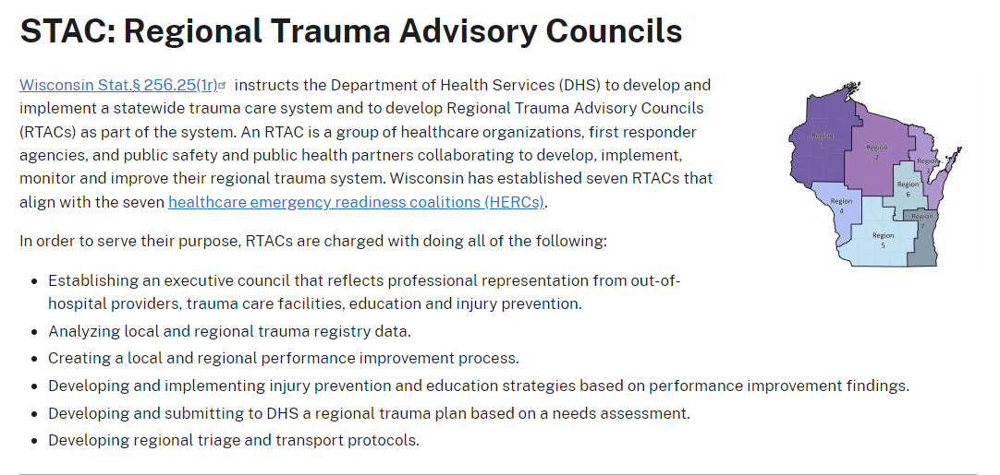 STAC: Regional Trauma Advisory Councils
Wisconsin Stat.§ 256.25(1r) instructs the Department of Health Services (DHS) to develop and
implement a statewide trauma care system and to develop Regional Trauma Advisory Councils
(RTACs) as part of the system. An RTAC is a group of healthcare organizations, first responder
agencies, and public safety and public health partners collaborating to develop, implement,
monitor and improve their regional trauma system. Wisconsin has established seven RTACs that
align with the seven healthcare emergency readiness coalitions (HERCs).
In order to serve their purpose, RTACs are charged with doing all of the following:
• Establishing an executive council that reflects professional representation from out-of-
hospital providers, trauma care facilities, education and injury prevention.
• Analyzing local and regional trauma registry data.
• Creating a local and regional performance improvement process.
• Developing and implementing injury prevention and education strategies based on performance improvement findings.
• Developing and submitting to DHS a regional trauma plan based on a needs assessment.
• Developing regional triage and transport protocols.
Region
1
Region
2
Region
3
Region
6
Region
4
Region
7
Region
5